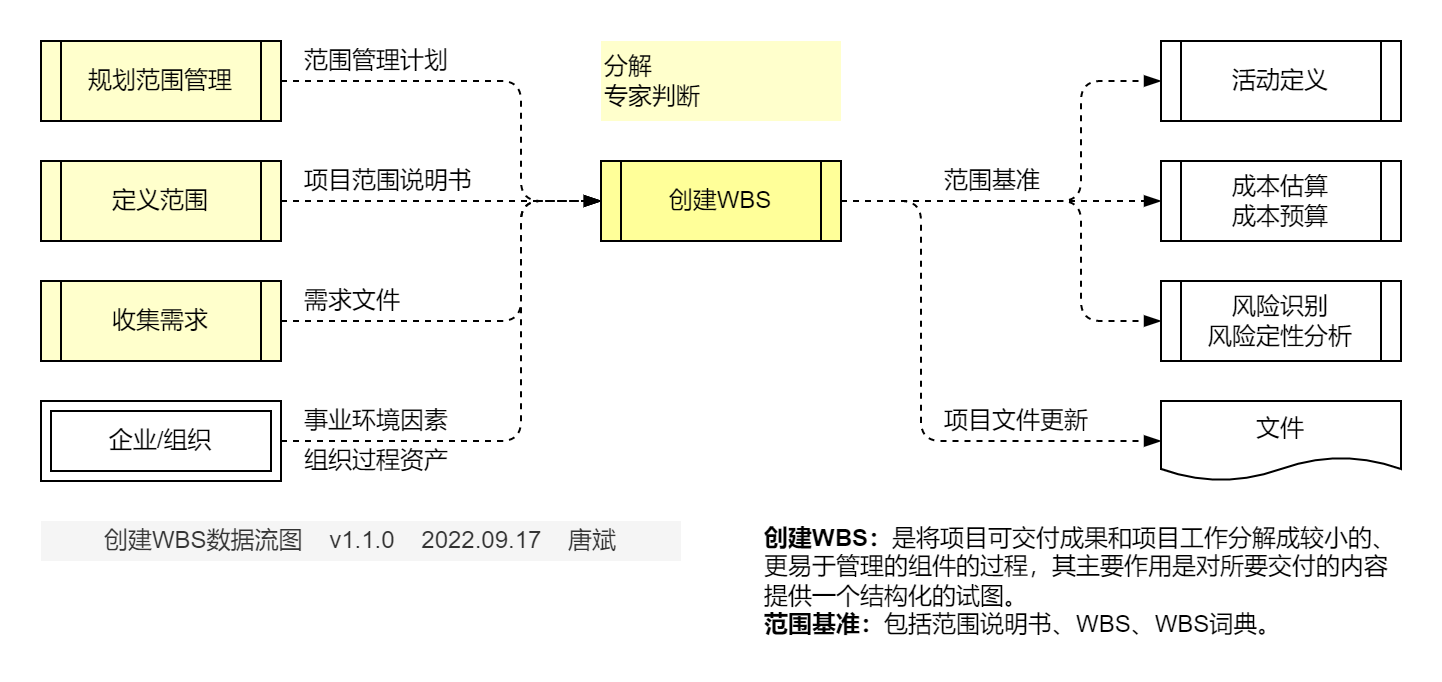 规划范围管理
范围管理计划
分解
专家判断
活动定义
定义范围
项目范围说明书
创建WBS
范围基准
成本估算
成本预算
收集需求
需求文件
风险识别
风险定性分析
企业/组织
事业环境因素
组织过程资产
项目文件更新
文件
创建WBS数据流图 v1.1.0 2022.09.17 唐斌
创建WBS：是将项目可交付成果和项目工作分解成较小的、
更易于管理的组件的过程，其主要作用是对所要交付的内容
提供一个结构化的试图。
范围基准：包括范围说明书、WBS、WBS词典。